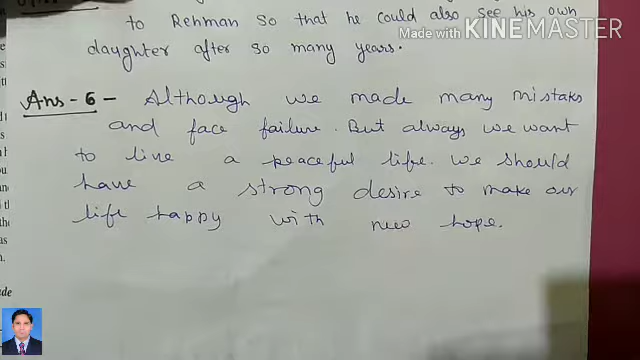 to Rehman so that he could also see his own
Made with KINEMASTER
daughter after so many years.
Ans-6- Although we made many mistaks
and face failure. But always we want
to live a peaceful life. we should
have a strong desire to make our
life happy with new hope.